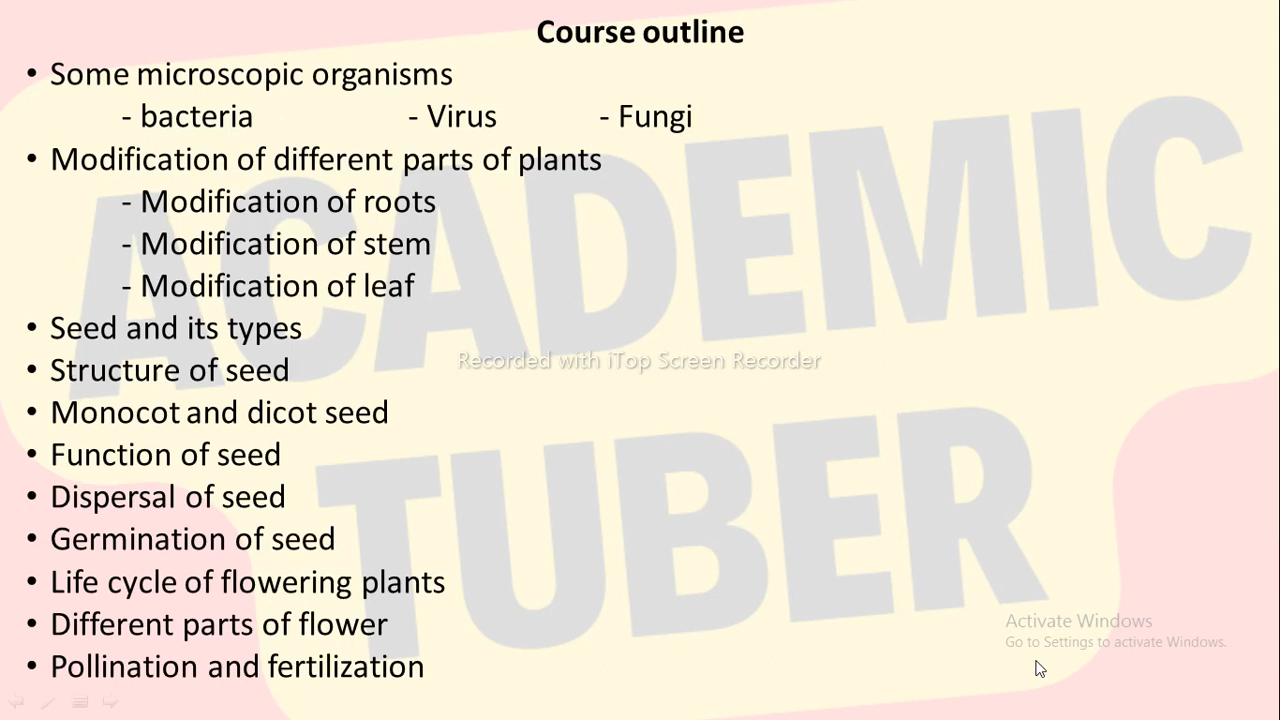 Course outline
• Some microscopic organisms
- bacteria - Virus - Fungi
• Modification of different parts of plants
- Modification of roots
- Modification of stem
- Modification of leaf
• Seed and its types
• Structure of seed
• Monocot and dicot seed
• Function of seed
• Dispersal of seed
• Germination of seed
• Life cycle of flowering plants
• Different parts of flower
• Pollination and fertilization
ACADEMIC
TUBER
Recorded with iTop Screen Recorder
Activate Windows
Go to Settings to activate Windows.